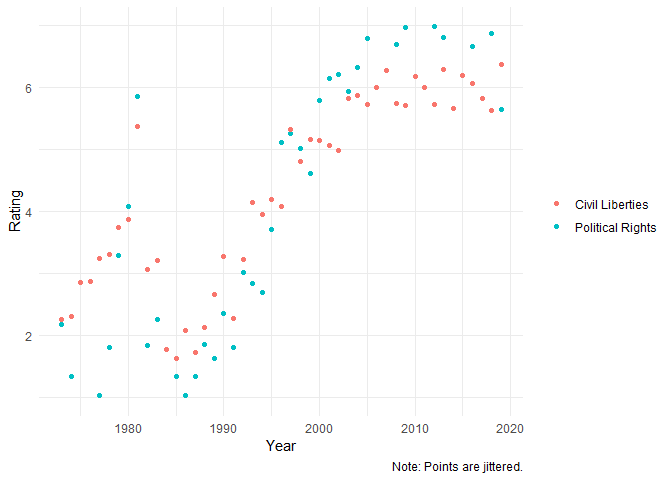 Rating
6
4
2
1980
1990
2000
2010
2020
Year
Civil Liberties
Political Rights
Note: Points are jittered.